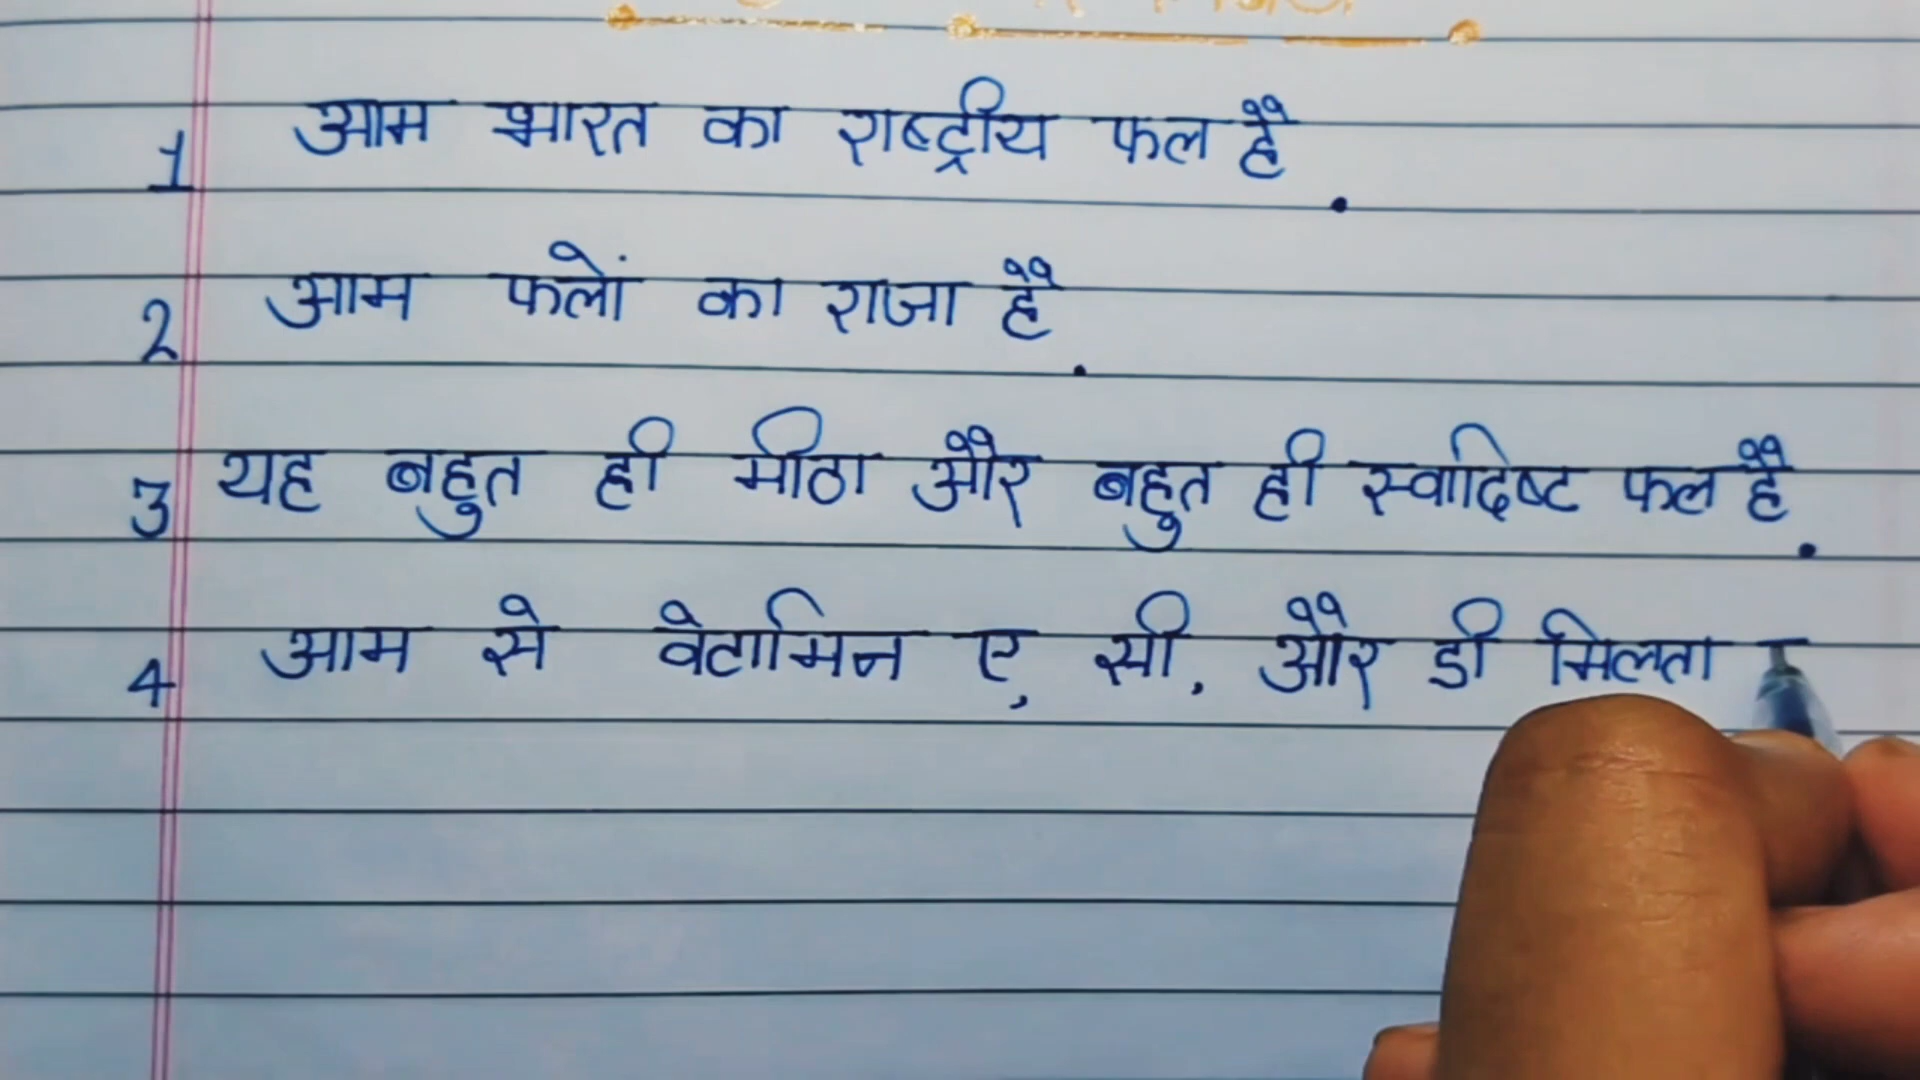 1 आम भारत का राष्ट्रीय फल है.
2 आम फलों का राजा है.
3 यह बहुत ही मीठा और बहुत ही स्वादिष्ट फल है.
4 आम से वेटामिन ए, सी, और डी मिलता